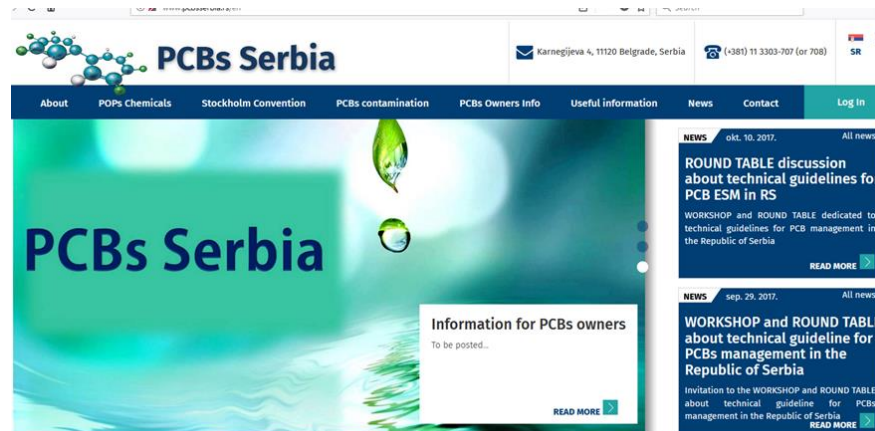 PCBs Serbia
Karnegijeva 4, 11120 Belgrade, Serbia
(+381) 11 3303-707 (or 708)
SR
About POPs Chemicals Stockholm Convention PCBs contamination PCBs Owners Info Useful information News Contact Log In
PCBs Serbia
Information for PCBs owners
To be posted...
READ MORE
NEWS okt. 10. 2017. All news
ROUND TABLE discussion
about technical guidelines fo
PCB ESM in RS
WORKSHOP and ROUND TABLE dedicated to
technical guidelines for PCB management in
the Republic of Serbia
READ MORE
NEWS sep. 29. 2017. All news
WORKSHOP and ROUND TABL
about technical guideline for
PCBs management in the
Republic of Serbia
Invitation to the WORKSHOP and ROUND TABLE
about technical guideline for PCBs
management in the Republic of Serbia
READ MORE